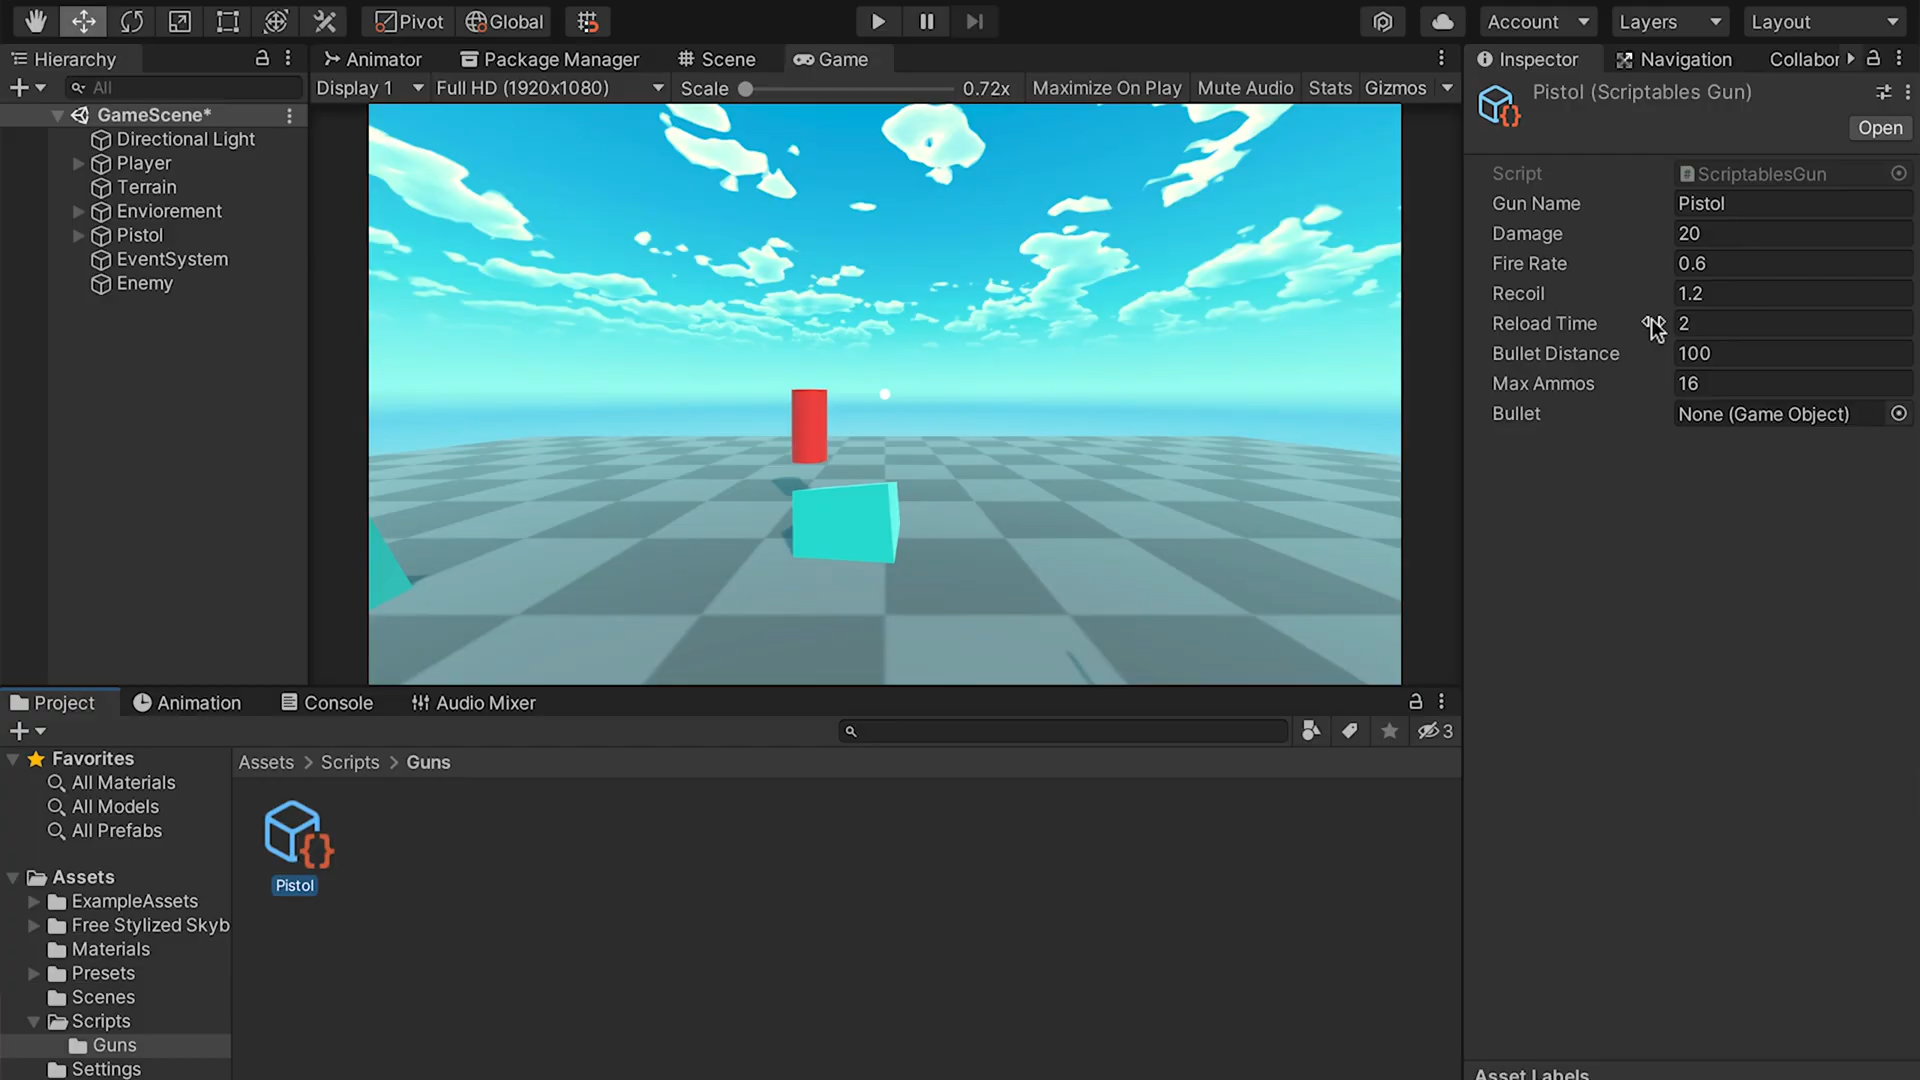 Pivot Global Account Layers Layout
Hierarchy Animator Package Manager Scene Game Inspector Navigation Collabor
All Display 1 Full HD (1920x1080) Scale 0.72x Maximize On Play Mute Audio Stats Gizmos
Pistol (Scriptables Gun)
Open
GameScene*
Directional Light
Player
Terrain
Enviorement
Pistol
EventSystem
Enemy
Script ScriptablesGun
Gun Name Pistol
Damage 20
Fire Rate 0.6
Recoil 1.2
Reload Time 2
Bullet Distance 100
Max Ammos 16
Bullet None (Game Object)
Project Animation Console Audio Mixer
3
Favorites
All Materials
All Models
All Prefabs
Assets
ExampleAssets
Free Stylized Skyb
Materials
Presets
Scenes
Scripts
Guns
Settings
Assets > Scripts > Guns
Pistol
Asset Labels